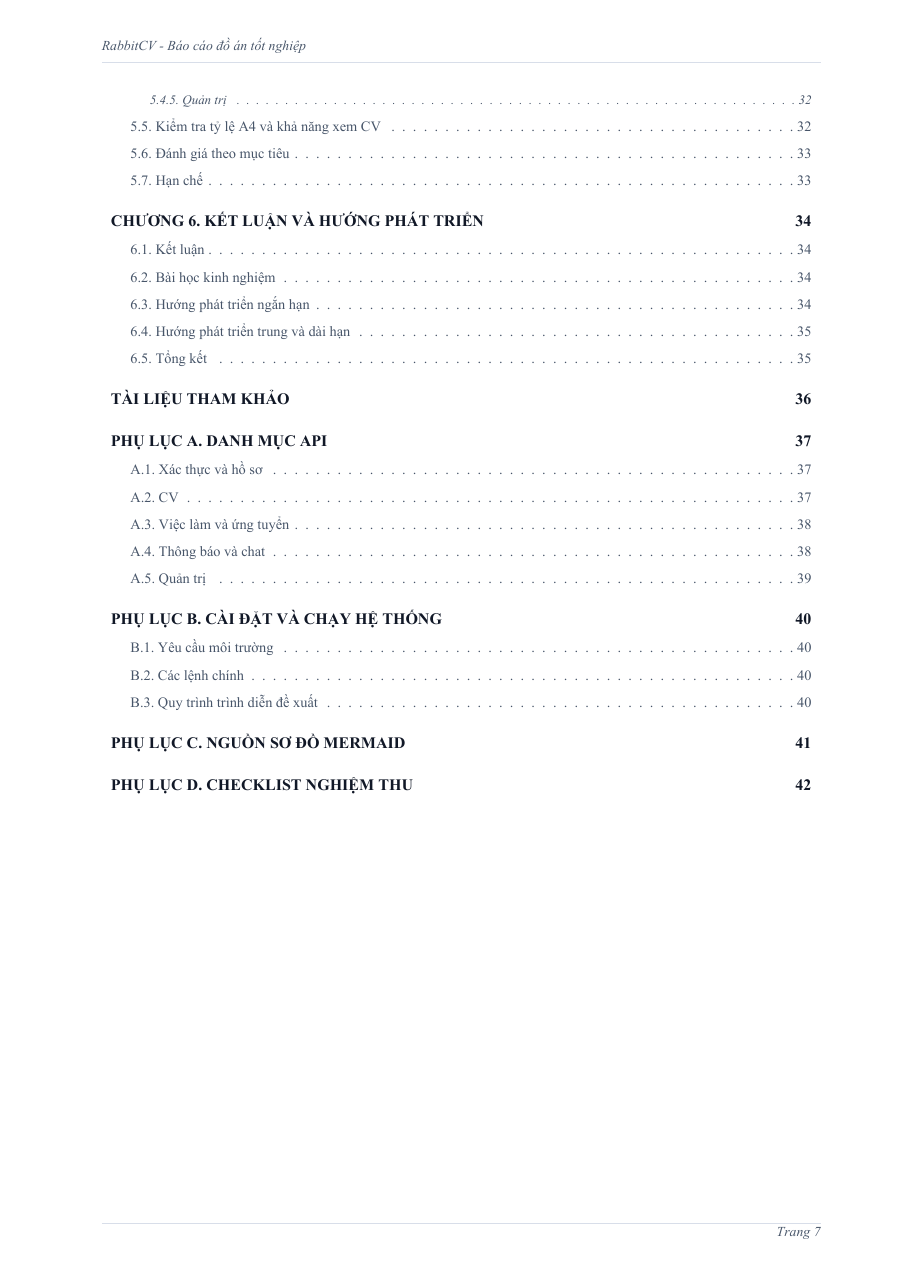 RabbitCV - Báo cáo đồ án tốt nghiệp
5.4.5. Quản trị . . . . . . . . . . . . . . . . . . . . 32
5.5. Kiểm tra tỷ lệ A4 và khả năng xem CV . . . . . . . . . . . . . . . . . . . . 32
5.6. Đánh giá theo mục tiêu . . . . . . . . . . . . . . . . . . . . 33
5.7. Hạn chế . . . . . . . . . . . . . . . . . . . . 33
CHƯƠNG 6. KẾT LUẬN VÀ HƯỚNG PHÁT TRIỂN 34
6.1. Kết luận . . . . . . . . . . . . . . . . . . . . 34
6.2. Bài học kinh nghiệm . . . . . . . . . . . . . . . . . . . . 34
6.3. Hướng phát triển ngắn hạn . . . . . . . . . . . . . . . . . . . . 34
6.4. Hướng phát triển trung và dài hạn . . . . . . . . . . . . . . . . . . . . 35
6.5. Tổng kết . . . . . . . . . . . . . . . . . . . . 35
TÀI LIỆU THAM KHẢO 36
PHỤ LỤC A. DANH MỤC API 37
A.1. Xác thực và hồ sơ . . . . . . . . . . . . . . . . . . . . 37
A.2. CV . . . . . . . . . . . . . . . . . . . . 37
A.3. Việc làm và ứng tuyển . . . . . . . . . . . . . . . . . . . . 38
A.4. Thông báo và chat . . . . . . . . . . . . . . . . . . . . 38
A.5. Quản trị . . . . . . . . . . . . . . . . . . . . 39
PHỤ LỤC B. CÀI ĐẶT VÀ CHẠY HỆ THỐNG 40
B.1. Yêu cầu môi trường . . . . . . . . . . . . . . . . . . . . 40
B.2. Các lệnh chính . . . . . . . . . . . . . . . . . . . . 40
B.3. Quy trình trình diễn đề xuất . . . . . . . . . . . . . . . . . . . . 40
PHỤ LỤC C. NGUỒN SƠ ĐỒ MERMAID 41
PHỤ LỤC D. CHECKLIST NGHIỆM THU 42
Trang 7